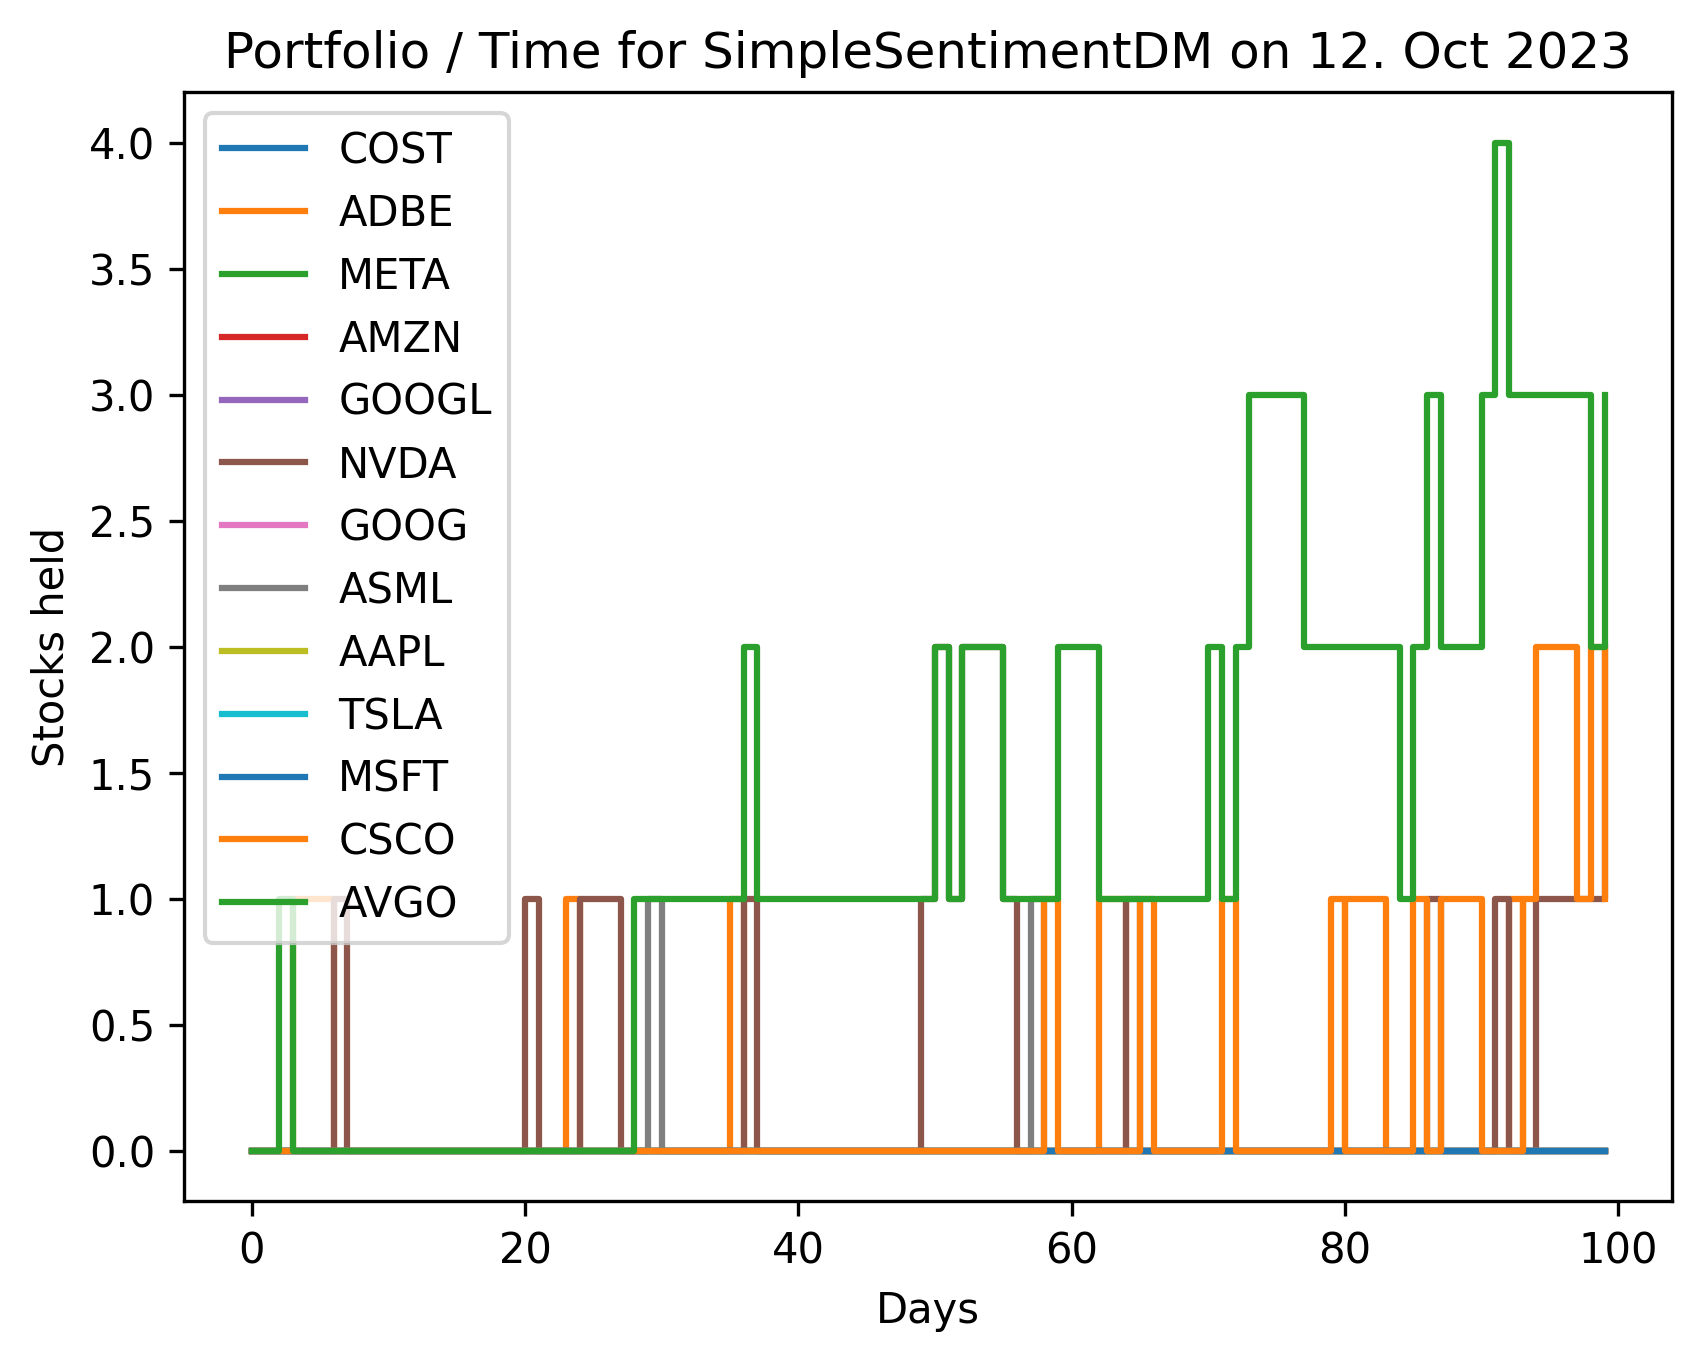 Portfolio / Time for SimpleSentimentDM on 12. Oct 2023
COST
ADBE
META
AMZN
GOOGL
NVDA
GOOG
ASML
AAPL
TSLA
MSFT
CSCO
AVGO
4.0
3.5
3.0
2.5
2.0
1.5
1.0
0.5
0.0
Stocks held
0 20 40 60 80 100
Days